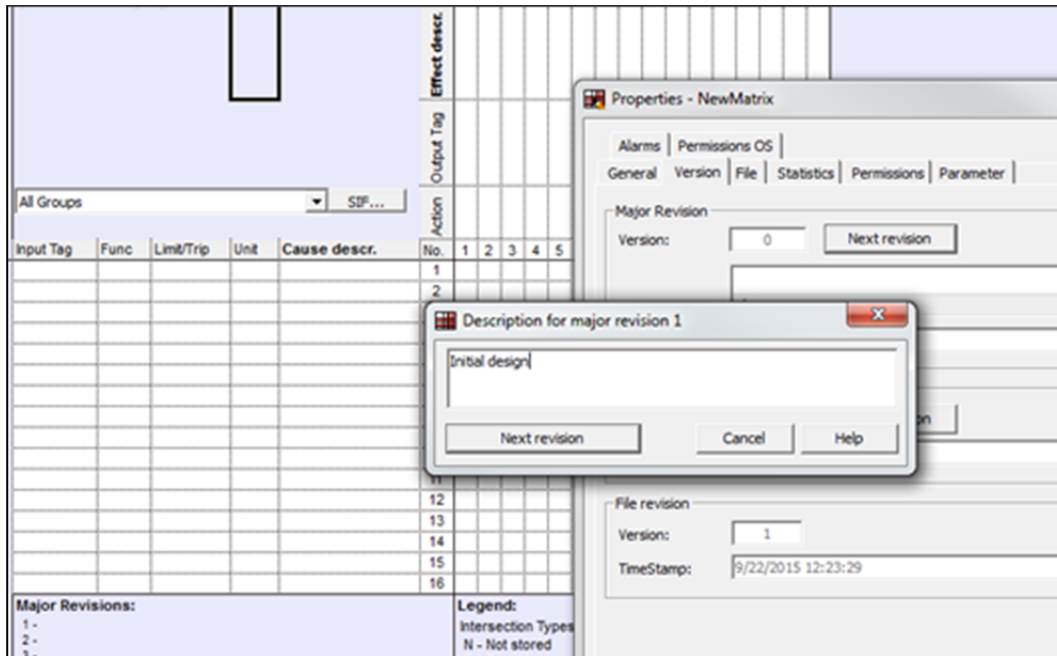 Effect descr.
Output Tag
Action
All Groups
SIF...
Input Tag Func Limit/Trip Unit Cause descr. No. 1 2 3 4 5
1
2
11
12
13
14
15
16
Major Revisions:
1 -
2 -
3 -
Legend:
Intersection Types
N - Not stored
Properties - NewMatrix
Alarms Permissions OS
General Version File Statistics Permissions Parameter
Major Revision
Version: 0 Next revision
Description for major revision 1
Initial design
Next revision Cancel Help
on
File revision
Version: 1
TimeStamp: 9/22/2015 12:23:29